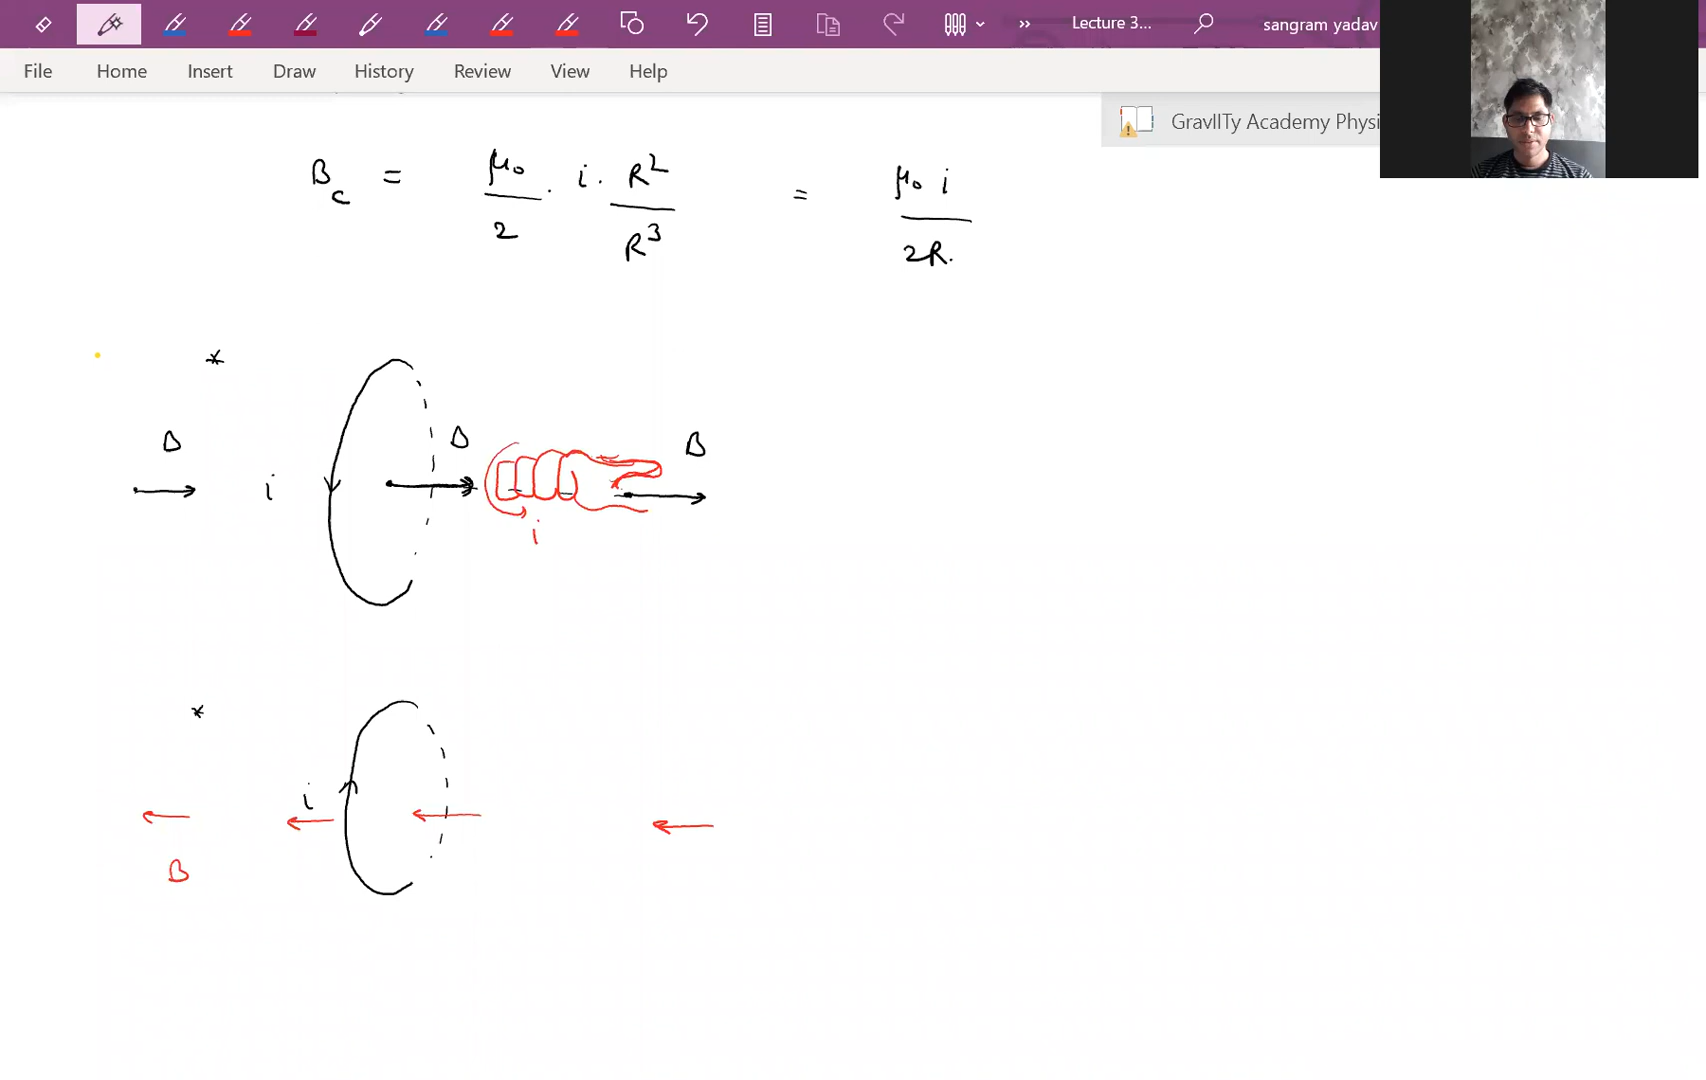 Lecture 3...
sangram yadav
File Home Insert Draw History Review View Help
GravIITy Academy Physi
B_c = μ₀/2 · i · R²/R³ = μ₀ i/2R.
*
B B B
i
i
*
i
B